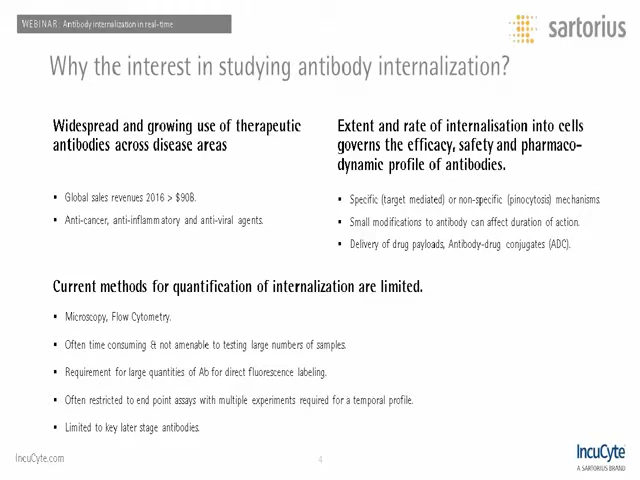 WEBINAR: Antibody internalization in real-time
sartorius
Why the interest in studying antibody internalization?
Widespread and growing use of therapeutic
antibodies across disease areas
▪ Global sales revenues 2016 > $90B.
▪ Anti-cancer, anti-inflammatory and anti-viral agents.
Extent and rate of internalisation into cells
governs the efficacy, safety and pharmaco-
dynamic profile of antibodies.
▪ Specific (target mediated) or non-specific (pinocytosis) mechanisms.
▪ Small modifications to antibody can affect duration of action.
▪ Delivery of drug payloads, Antibody-drug conjugates (ADC).
Current methods for quantification of internalization are limited.
▪ Microscopy, Flow Cytometry.
▪ Often time consuming & not amenable to testing large numbers of samples.
▪ Requirement for large quantities of Ab for direct fluorescence labeling.
▪ Often restricted to end point assays with multiple experiments required for a temporal profile.
▪ Limited to key later stage antibodies.
IncuCyte.com
4
IncuCyte
A SARTORIUS BRAND